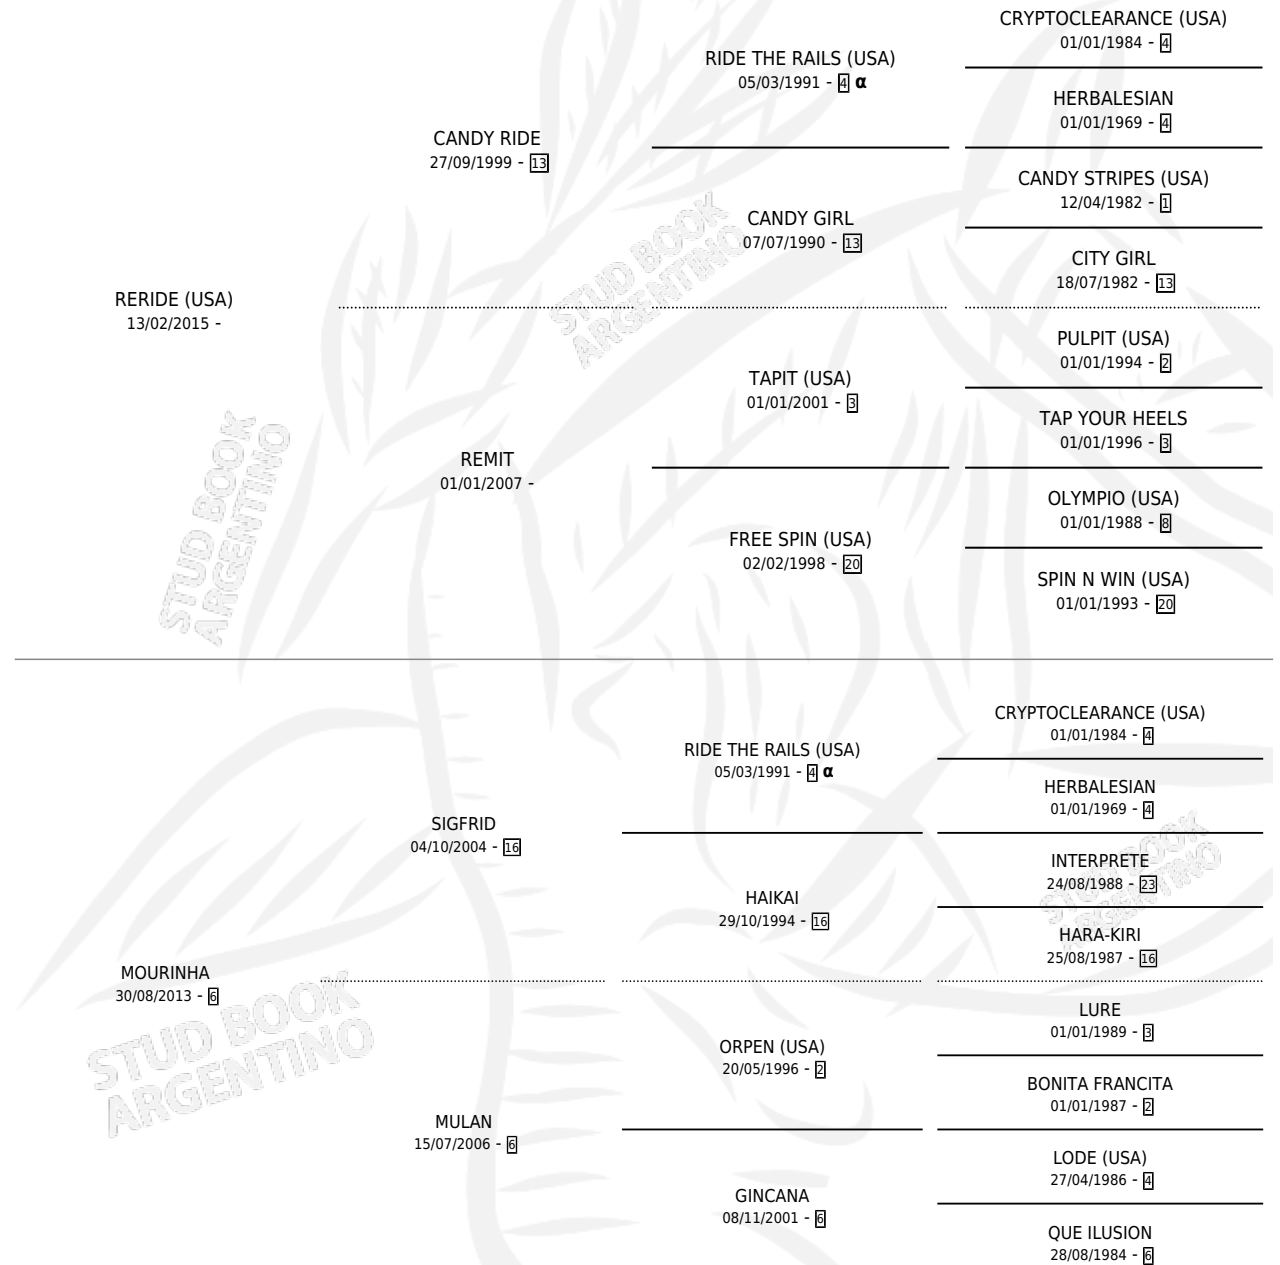 CRYPTOCLEARANCE (USA)
01/01/1984 - 4
RIDE THE RAILS (USA)
05/03/1991 - 4 α
HERBALESIAN
01/01/1969 - 4
CANDY RIDE
27/09/1999 - 13
CANDY STRIPES (USA)
12/04/1982 - 1
CANDY GIRL
07/07/1990 - 13
CITY GIRL
18/07/1982 - 13
STUD BOOK
ARGENTINO
RERIDE (USA)
13/02/2015 -
PULPIT (USA)
01/01/1994 - 2
TAPIT (USA)
01/01/2001 - 3
TAP YOUR HEELS
01/01/1996 - 3
REMIT
01/01/2007 -
OLYMPIO (USA)
01/01/1988 - 8
FREE SPIN (USA)
02/02/1998 - 20
SPIN N WIN (USA)
01/01/1993 - 20
STUD BOOK
ARGENTINO
CRYPTOCLEARANCE (USA)
01/01/1984 - 4
RIDE THE RAILS (USA)
05/03/1991 - 4 α
HERBALESIAN
01/01/1969 - 4
SIGFRID
04/10/2004 - 16
INTERPRETE
24/08/1988 - 23
HAIKAI
29/10/1994 - 16
HARA-KIRI
25/08/1987 - 16
STUD BOOK
ARGENTINO
MOURINHA
30/08/2013 - 6
LURE
01/01/1989 - 3
ORPEN (USA)
20/05/1996 - 2
BONITA FRANCITA
01/01/1987 - 2
STUD BOOK
ARGENTINO
MULAN
15/07/2006 - 6
LODE (USA)
27/04/1986 - 4
GINCANA
08/11/2001 - 6
QUE ILUSION
28/08/1984 - 6